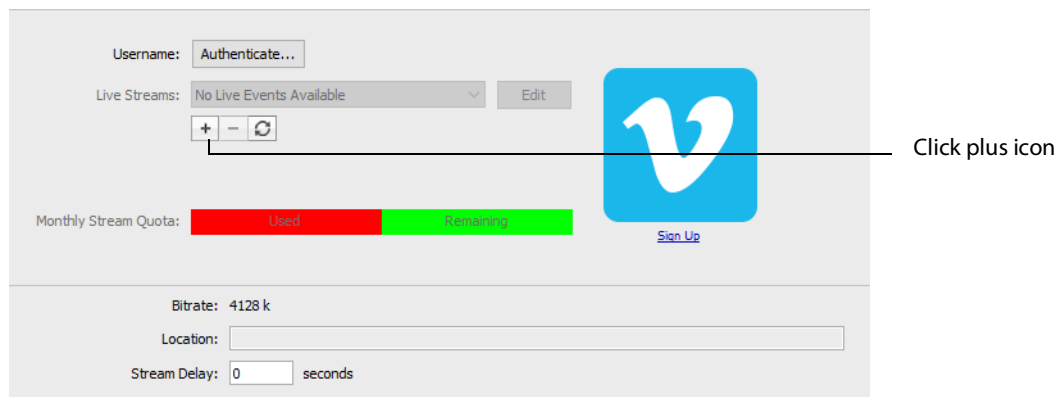 Username: Authenticate...
Live Streams: No Live Events Available Edit
+ −
Click plus icon
Monthly Stream Quota: Used Remaining
Sign Up
Bitrate: 4128 k
Location:
Stream Delay: 0 seconds